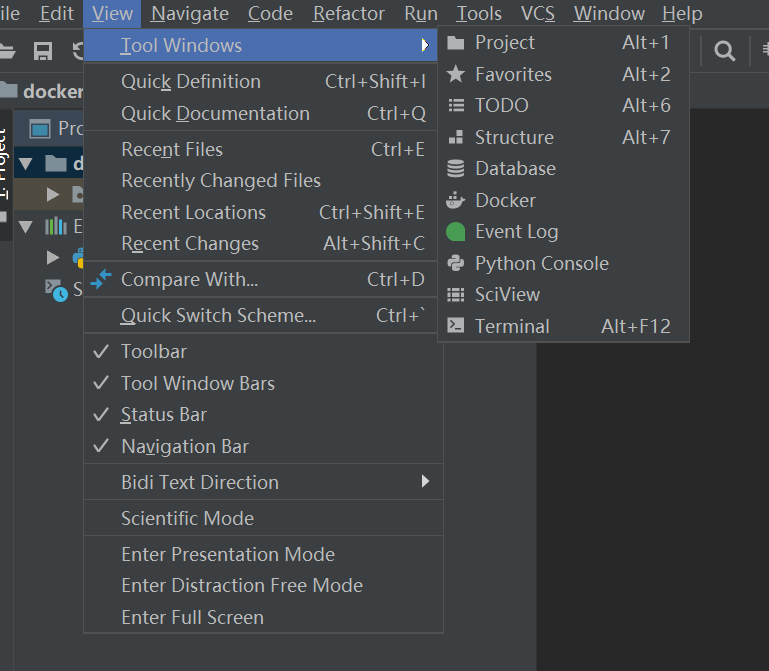 ile Edit View Navigate Code Refactor Run Tools VCS Window Help
Tool Windows
Project Alt+1
Favorites Alt+2
TODO Alt+6
Structure Alt+7
Database
Docker
Event Log
Python Console
SciView
Terminal Alt+F12
Quick Definition Ctrl+Shift+I
Quick Documentation Ctrl+Q
Recent Files Ctrl+E
Recently Changed Files
Recent Locations Ctrl+Shift+E
Recent Changes Alt+Shift+C
Compare With... Ctrl+D
Quick Switch Scheme... Ctrl+`
Toolbar
Tool Window Bars
Status Bar
Navigation Bar
Bidi Text Direction
Scientific Mode
Enter Presentation Mode
Enter Distraction Free Mode
Enter Full Screen
docker
1: Project
Pro
d
E
S